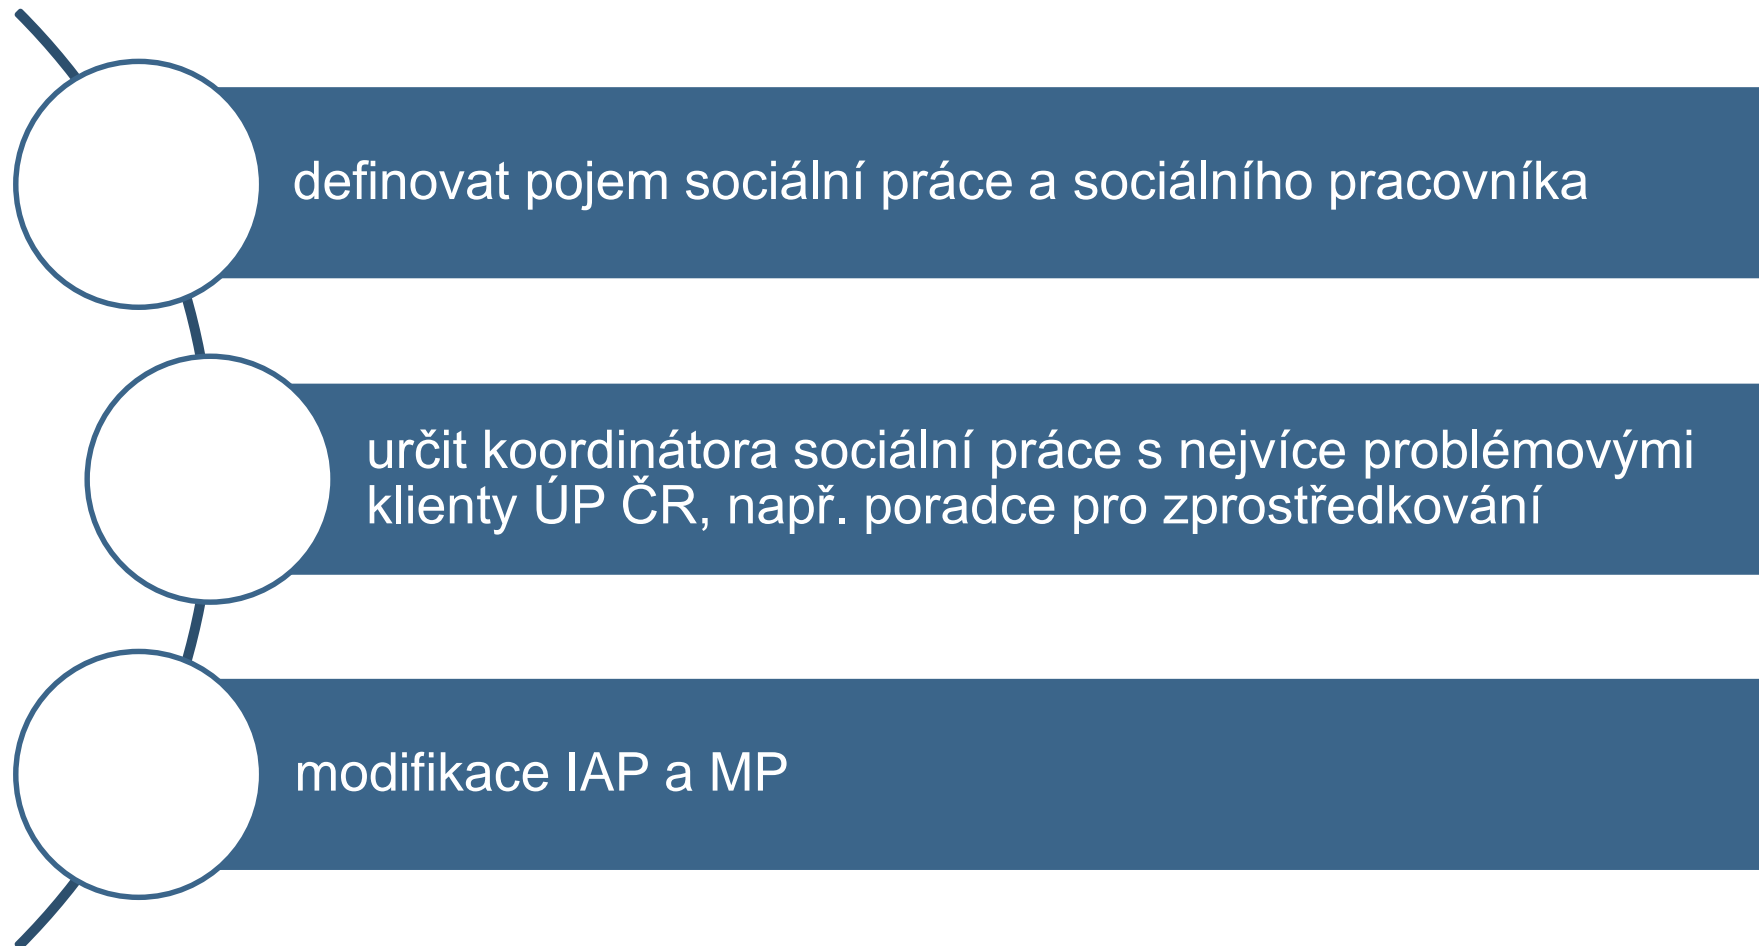 definovat pojem sociální práce a sociálního pracovníka
určit koordinátora sociální práce s nejvíce problémovými
klienty ÚP ČR, např. poradce pro zprostředkování
modifikace IAP a MP